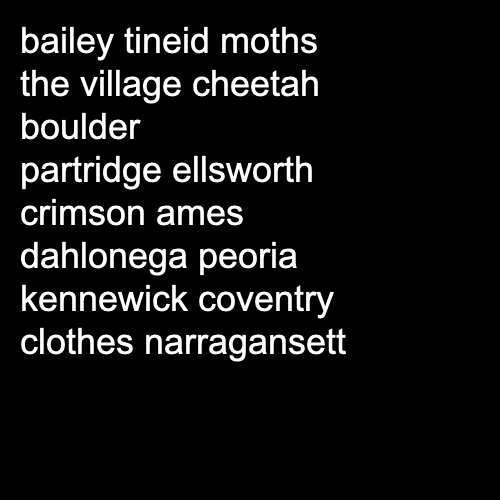 bailey tineid moths
the village cheetah
boulder
partridge ellsworth
crimson ames
dahlonega peoria
kennewick coventry
clothes narragansett